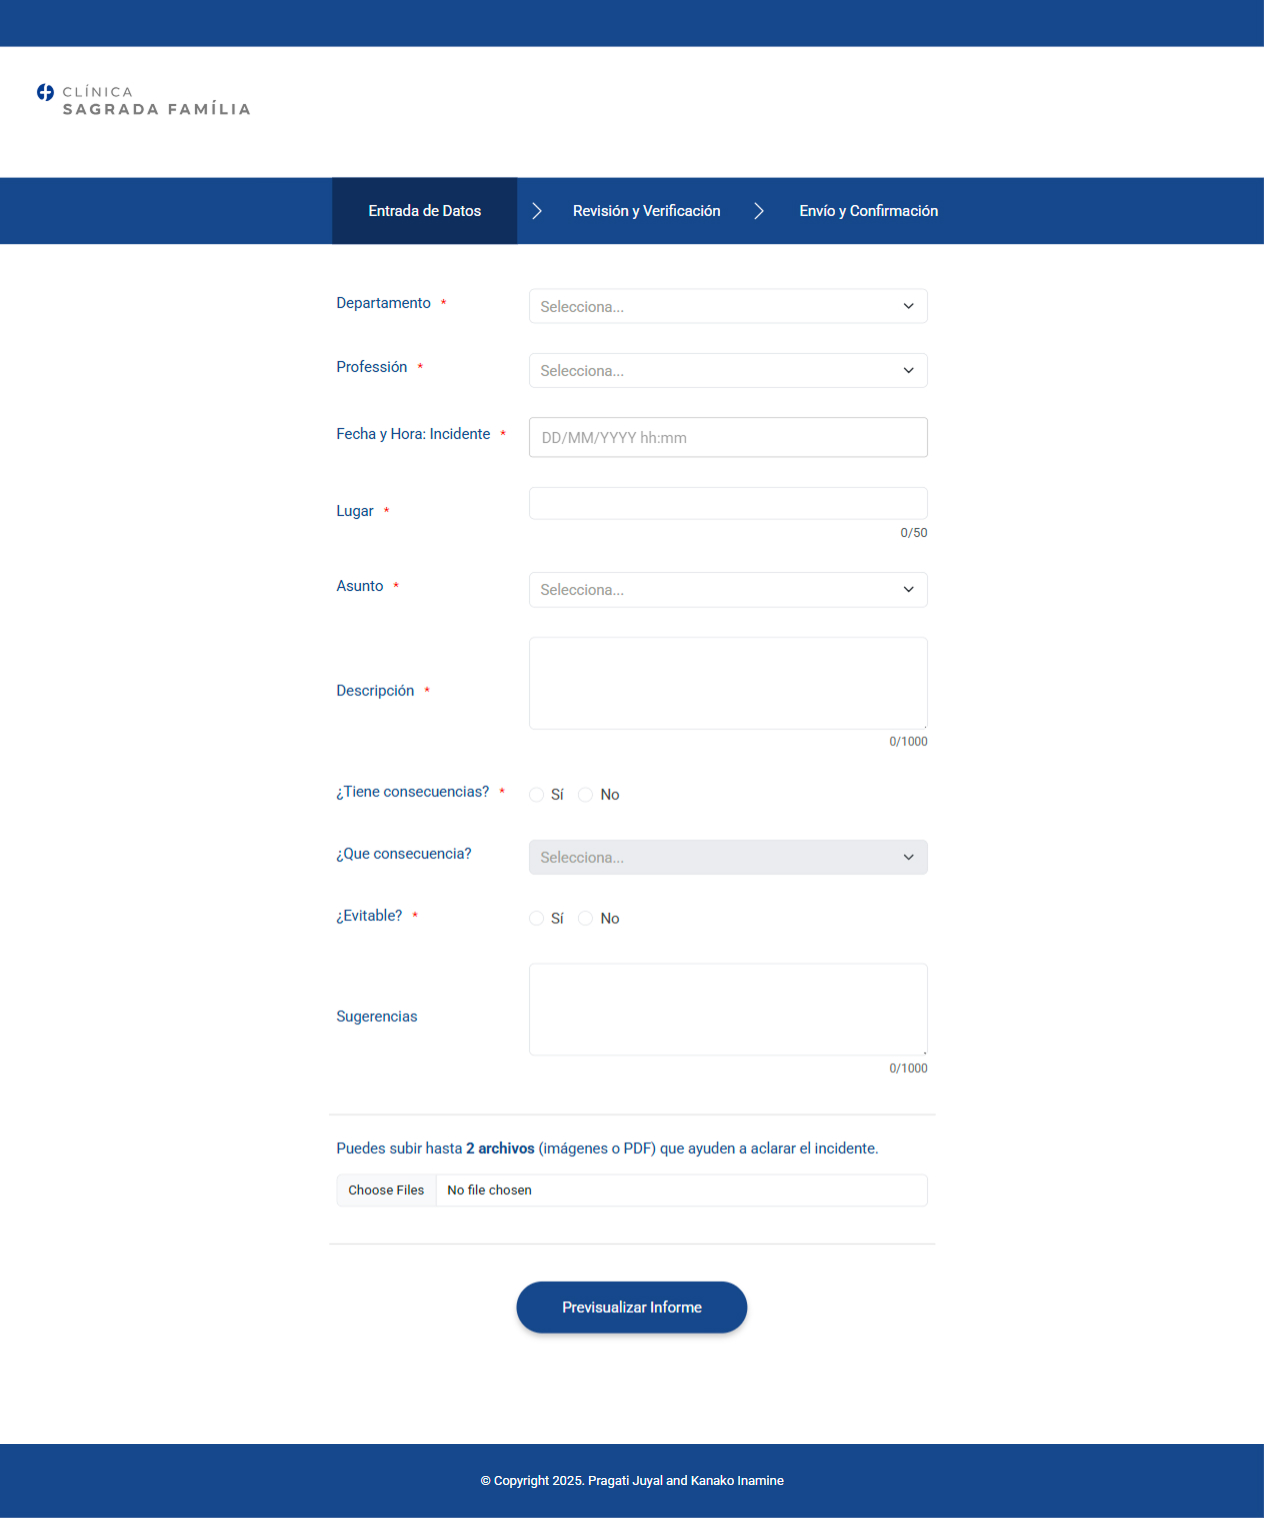 CLÍNICA
SAGRADA FAMÍLIA
Entrada de Datos
Revisión y Verificación
Envío y Confirmación
Departamento *
Selecciona...
Professión *
Selecciona...
Fecha y Hora: Incidente *
DD/MM/YYYY hh:mm
Lugar *
0/50
Asunto *
Selecciona...
Descripción *
0/1000
¿Tiene consecuencias? *
Sí No
¿Que consecuencia?
Selecciona...
¿Evitable? *
Sí No
Sugerencias
0/1000
Puedes subir hasta 2 archivos (imágenes o PDF) que ayuden a aclarar el incidente.
Choose Files No file chosen
Previsualizar Informe
© Copyright 2025. Pragati Juyal and Kanako Inamine